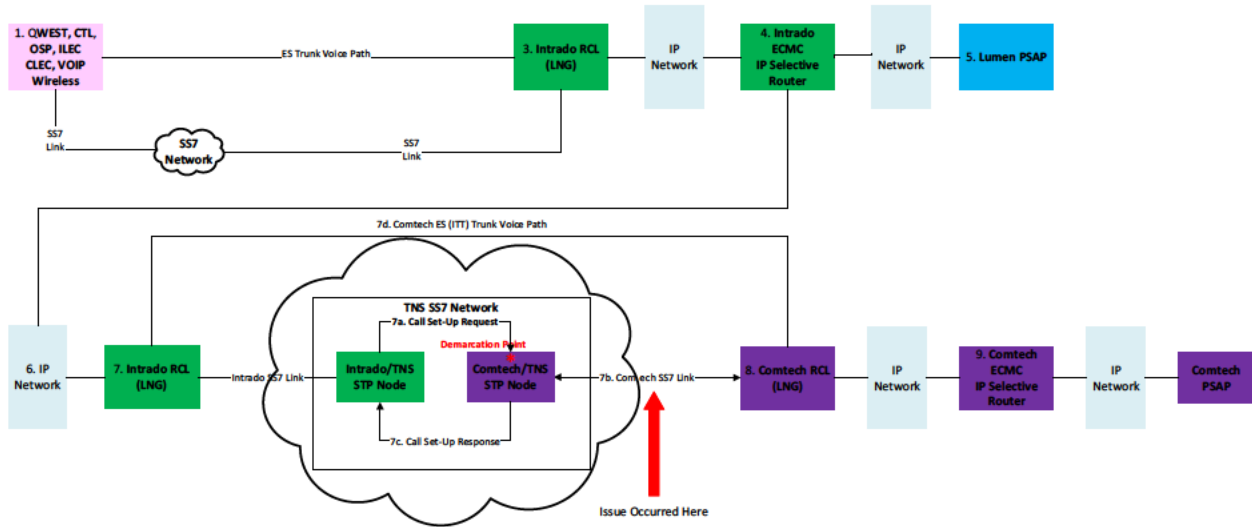 1. QWEST, CTL,
OSP, ILEC
CLEC, VOIP
Wireless
ES Trunk Voice Path
3. Intrado RCL
(LNG)
IP
Network
4. Intrado
ECMC
IP Selective
Router
IP
Network
5. Lumen PSAP
SS7
Link
SS7
Network
SS7
Link
7d. Comtech ES (ITT) Trunk Voice Path
TNS SS7 Network
7a. Call Set-Up Request
Demarcation Point
6. IP
Network
7. Intrado RCL
(LNG)
Intrado SS7 Link
Intrado/TNS
STP Node
Comtech/TNS
STP Node
7b. Comtech SS7 Link
8. Comtech RCL
(LNG)
IP
Network
9. Comtech
ECMC
IP Selective
Router
IP
Network
Comtech
PSAP
7c. Call Set-Up Response
Issue Occurred Here